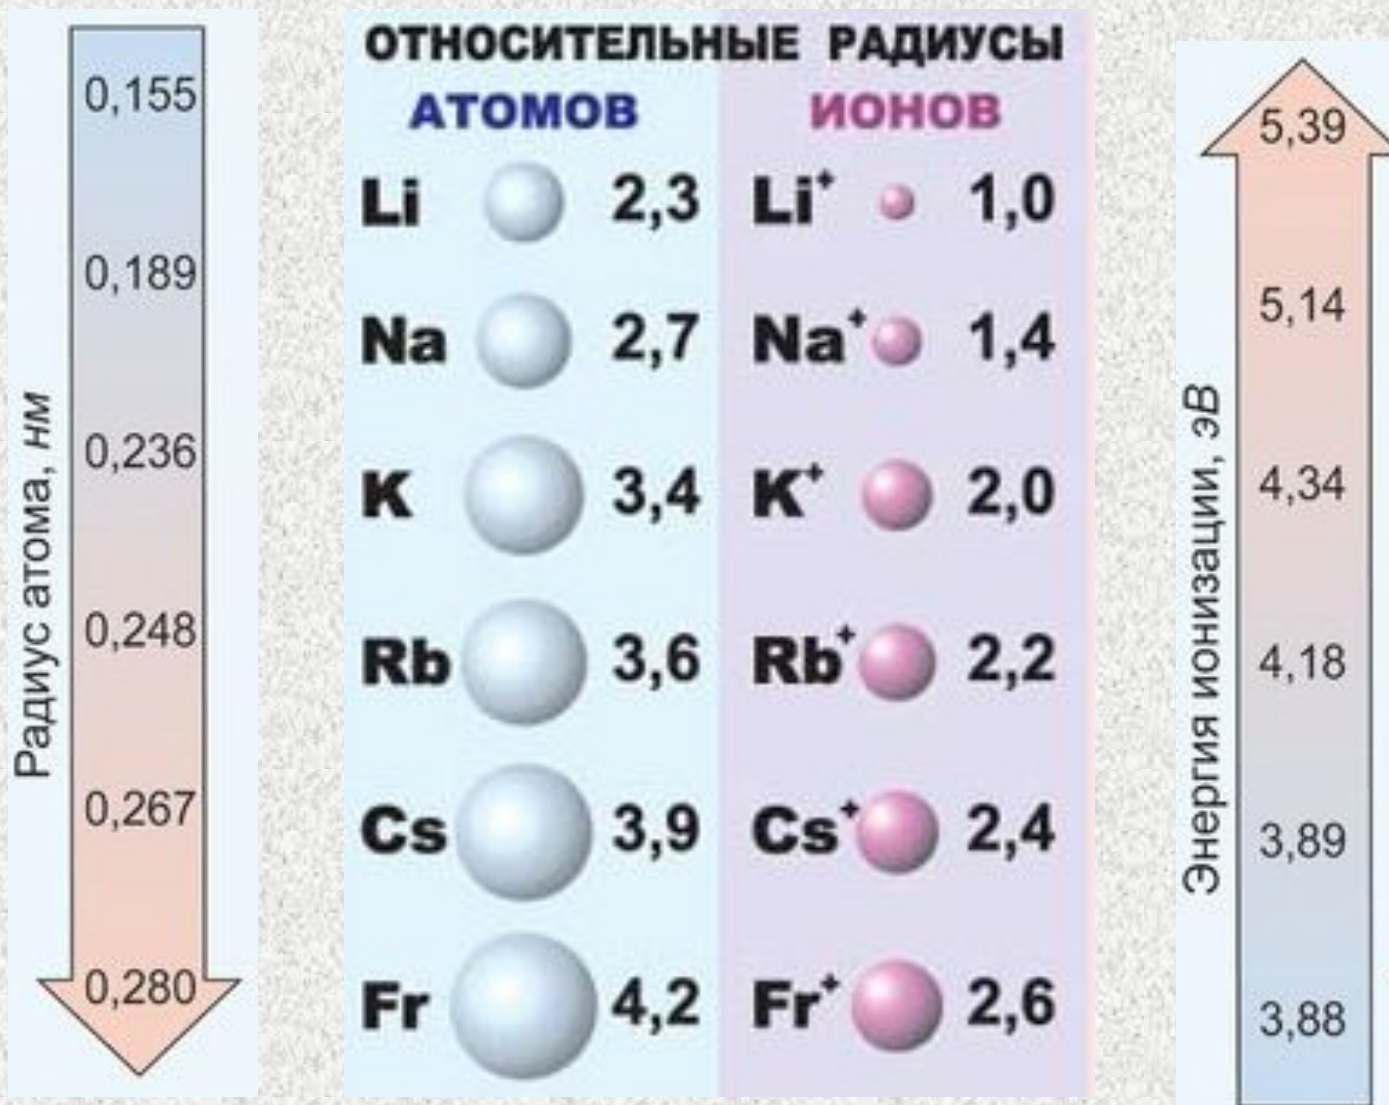 Радиус атома, нм
0,155
0,189
0,236
0,248
0,267
0,280
ОТНОСИТЕЛЬНЫЕ РАДИУСЫ
АТОМОВ ИОНОВ
Li 2,3 Li⁺ 1,0
Na 2,7 Na⁺ 1,4
K 3,4 K⁺ 2,0
Rb 3,6 Rb⁺ 2,2
Cs 3,9 Cs⁺ 2,4
Fr 4,2 Fr⁺ 2,6
Энергия ионизации, эВ
5,39
5,14
4,34
4,18
3,89
3,88